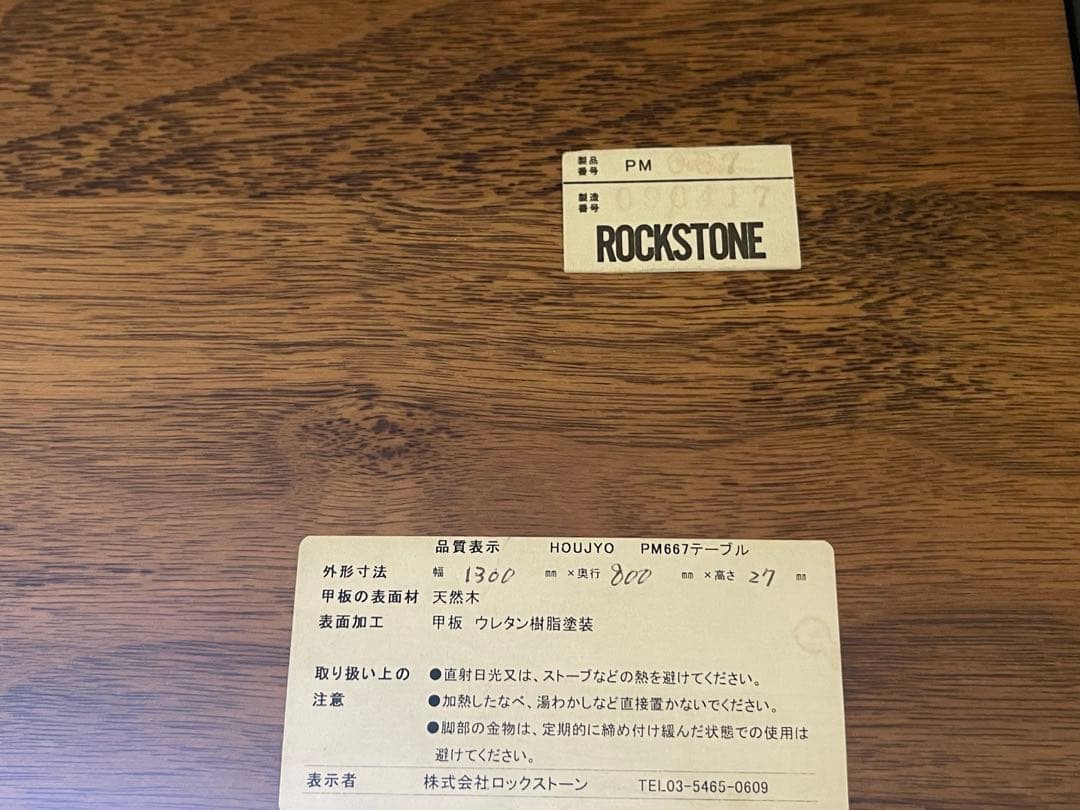 製品番号 PM 667
製造番号 090417
ROCKSTONE
品質表示 HOUJYO PM667テーブル
外形寸法 幅 1300 mm ×奥行 800 mm ×高さ 27 mm
甲板の表面材 天然木
表面加工 甲板 ウレタン樹脂塗装
取り扱い上の ●直射日光又は、ストーブなどの熱を避けてください。
注意 ●加熱したなべ、湯わかしなど直接置かないでください。
●脚部の金物は、定期的に締め付け緩んだ状態での使用は
避けてください。
表示者 株式会社ロックストーン TEL03-5465-0609